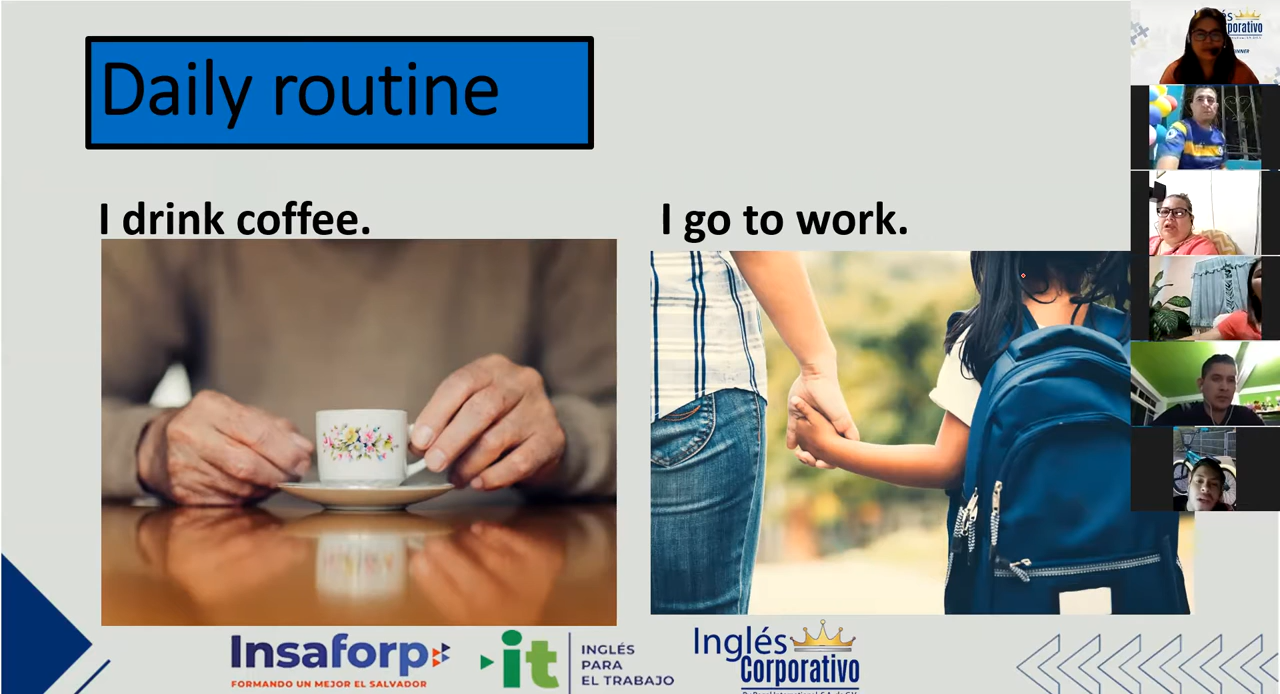 Daily routine
I drink coffee.
I go to work.
Insaforp
FORMANDO UN MEJOR EL SALVADOR
it
INGLÉS
PARA
EL TRABAJO
Inglés
Corporativo